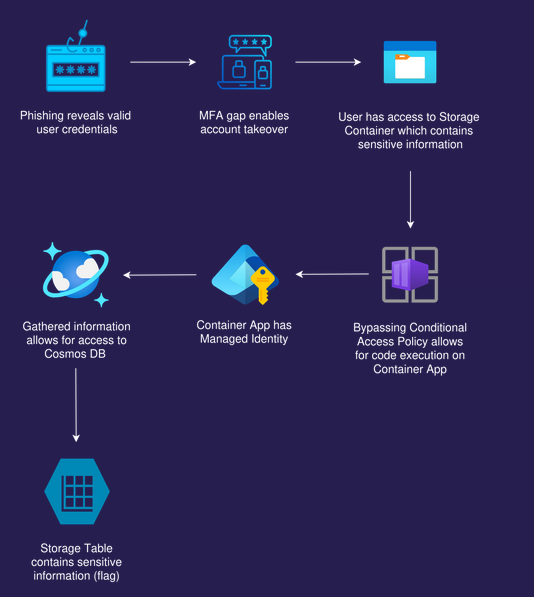 Phishing reveals valid
user credentials
MFA gap enables
account takeover
User has access to Storage
Container which contains
sensitive information
Bypassing Conditional
Access Policy allows
for code execution on
Container App
Container App has
Managed Identity
Gathered information
allows for access to
Cosmos DB
Storage Table
contains sensitive
information (flag)